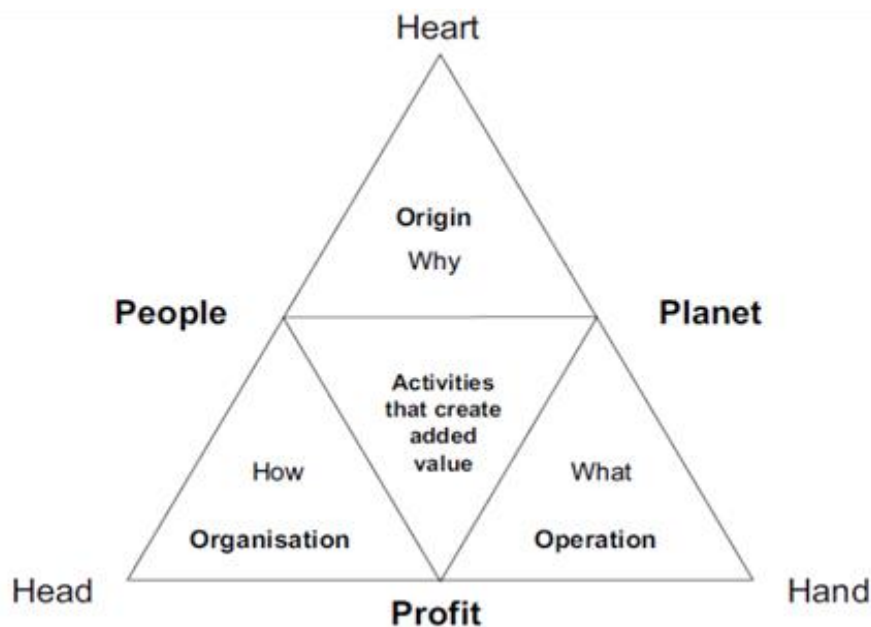 Heart
Origin
Why
People
Planet
Activities
that create
added
value
How
What
Organisation
Operation
Head
Hand
Profit